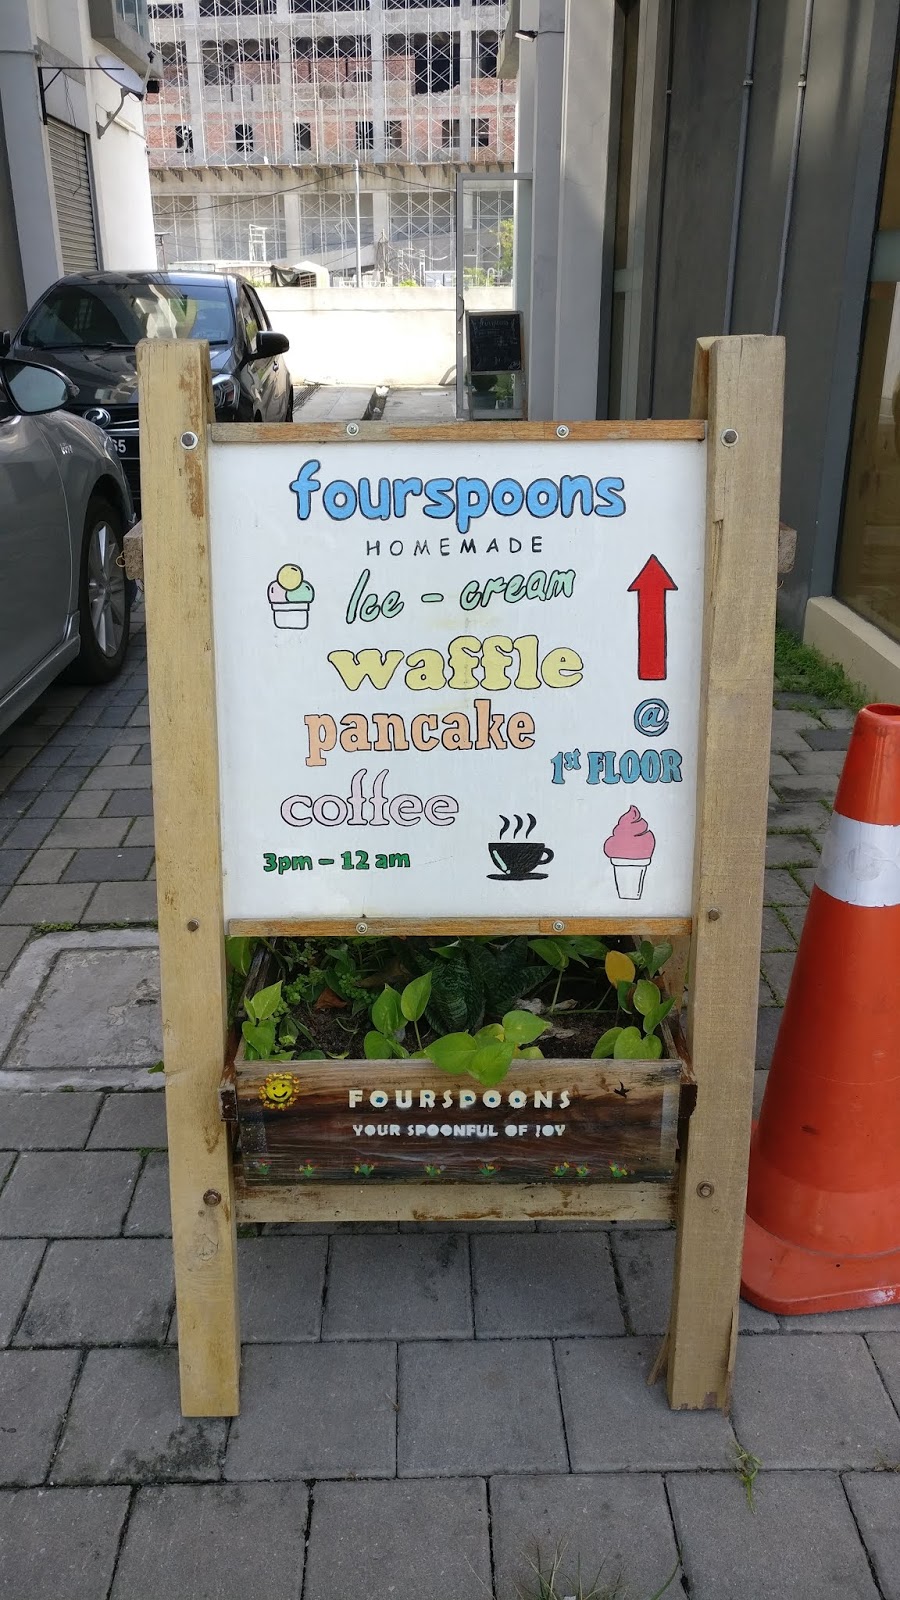 fourspoons
HOMEMADE
Ice - cream
waffle
pancake
@
1st FLOOR
coffee
3pm - 12 am
FOURSPOONS
YOUR SPOONFUL OF JOY